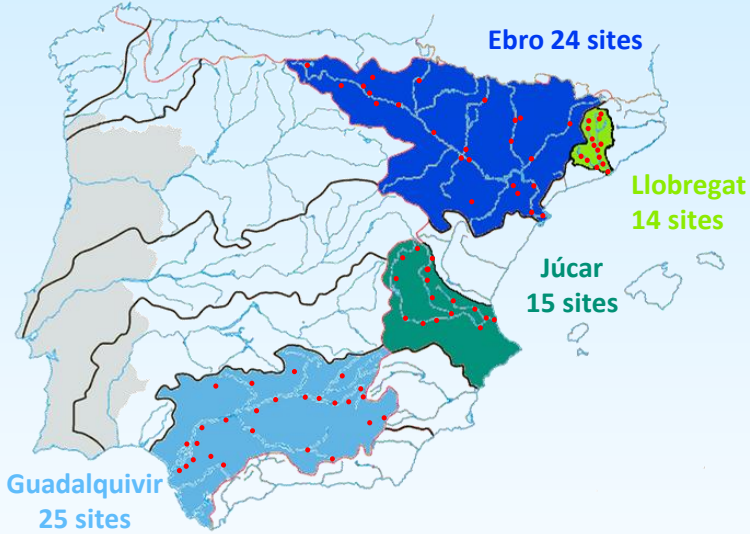 Ebro 24 sites
Llobregat
14 sites
Júcar
15 sites
Guadalquivir
25 sites